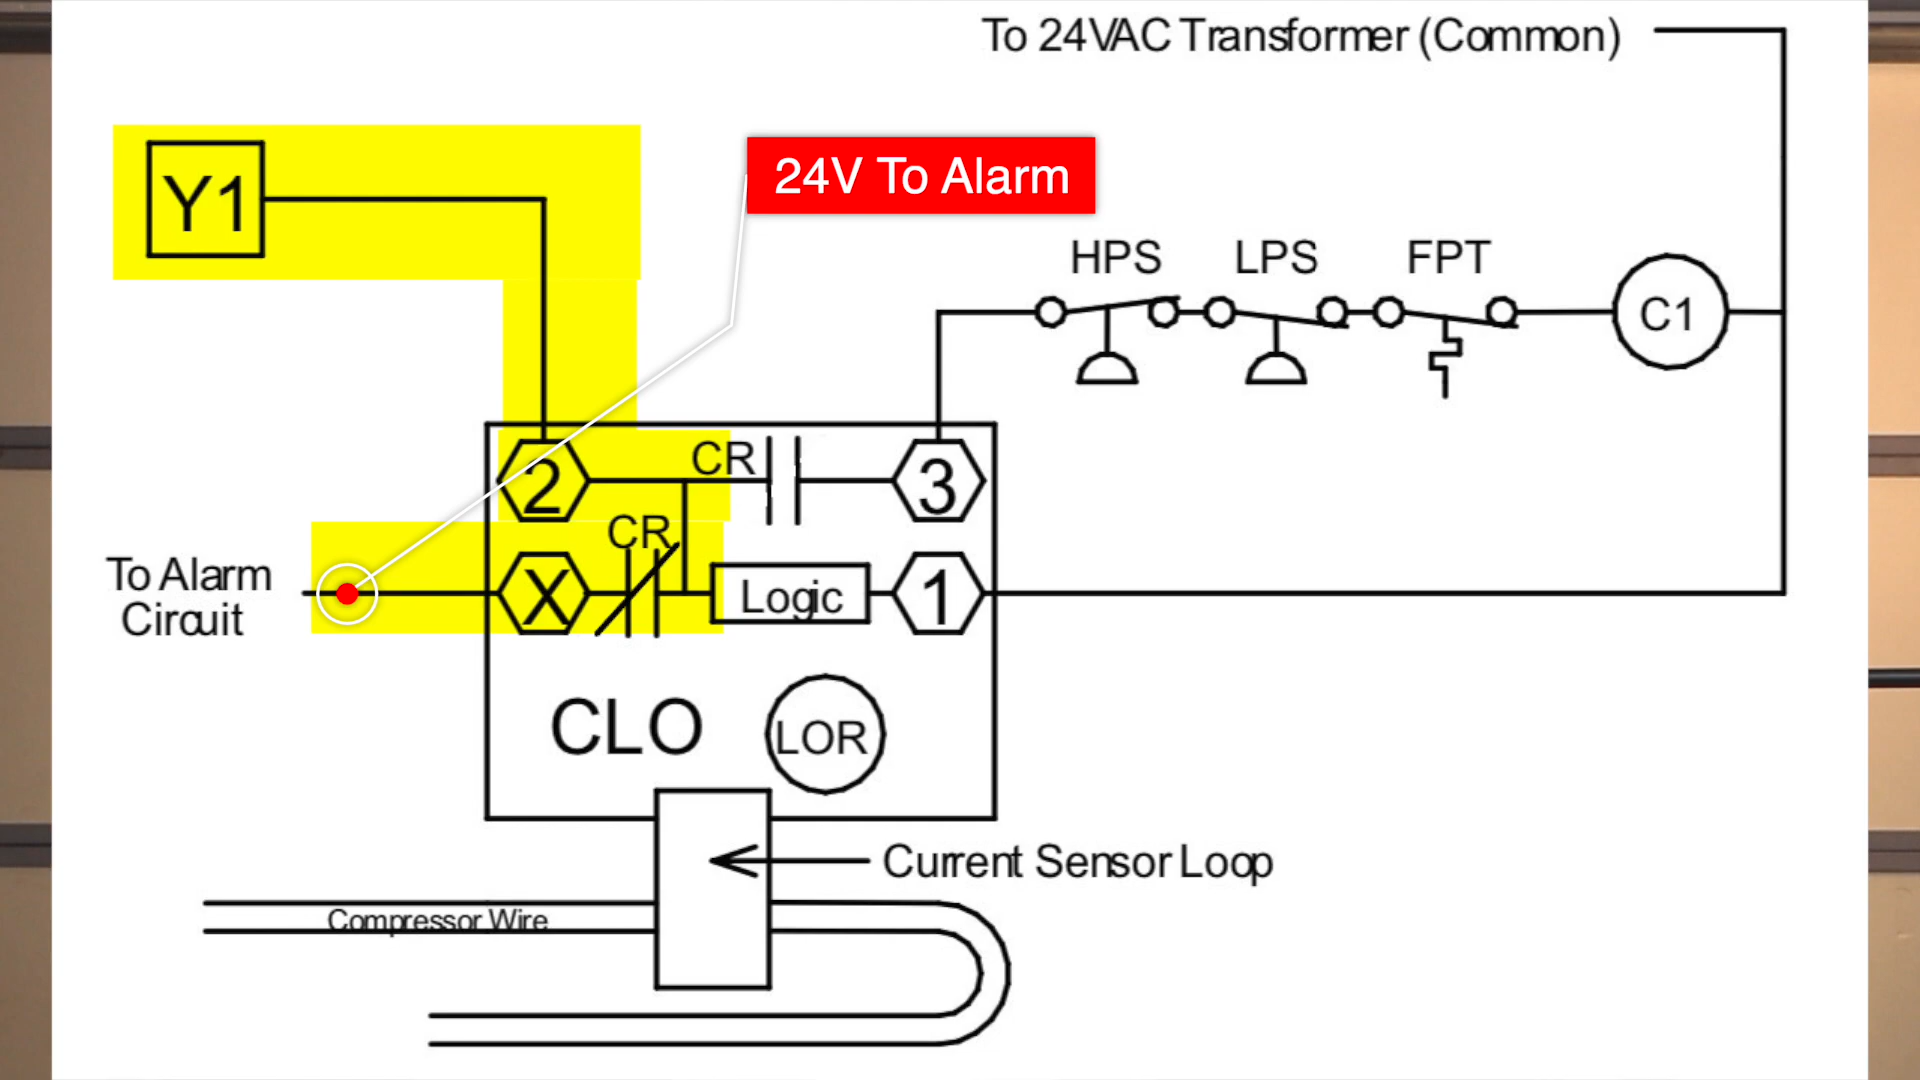 To 24VAC Transformer (Common)
Y1
24V To Alarm
HPS LPS FPT
C1
2 CR 3
CR
To Alarm
Circuit
X Logic 1
CLO LOR
Current Sensor Loop
Compressor Wire